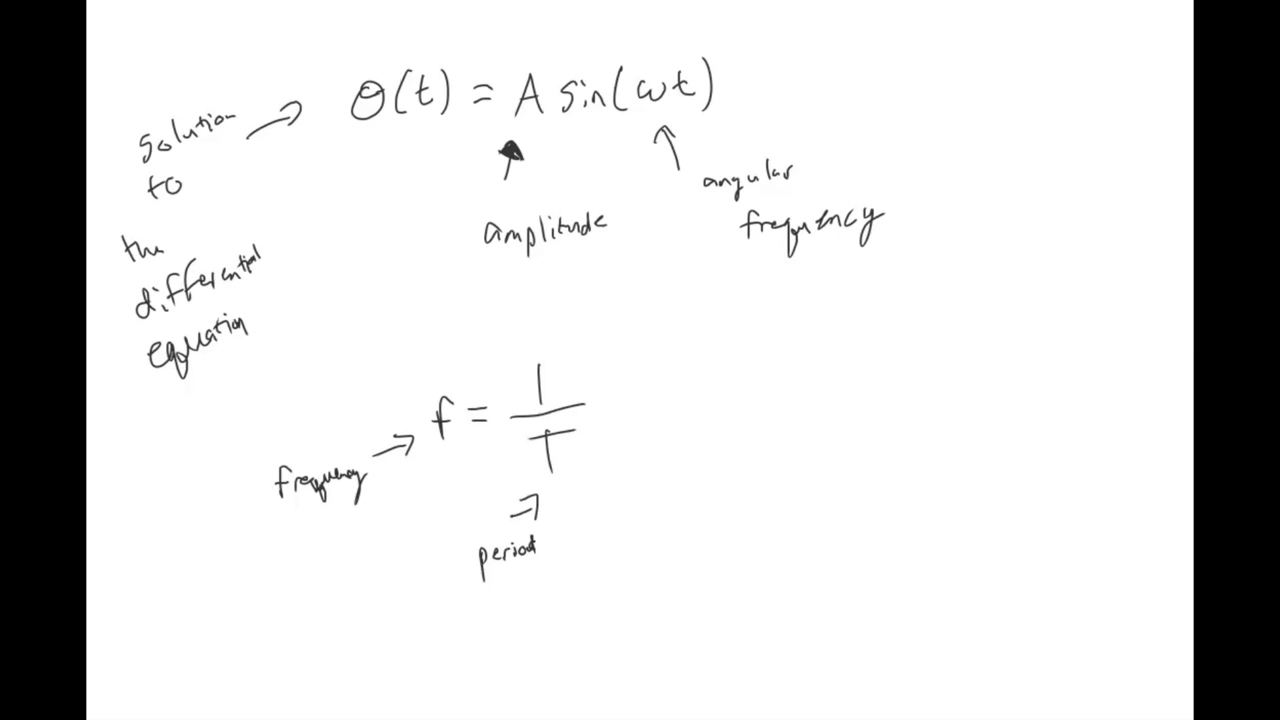 θ(t) = A sin(ωt)
solution
to
the
differential
equation
amplitude
angular
frequency
f = 1/T
frequency
period